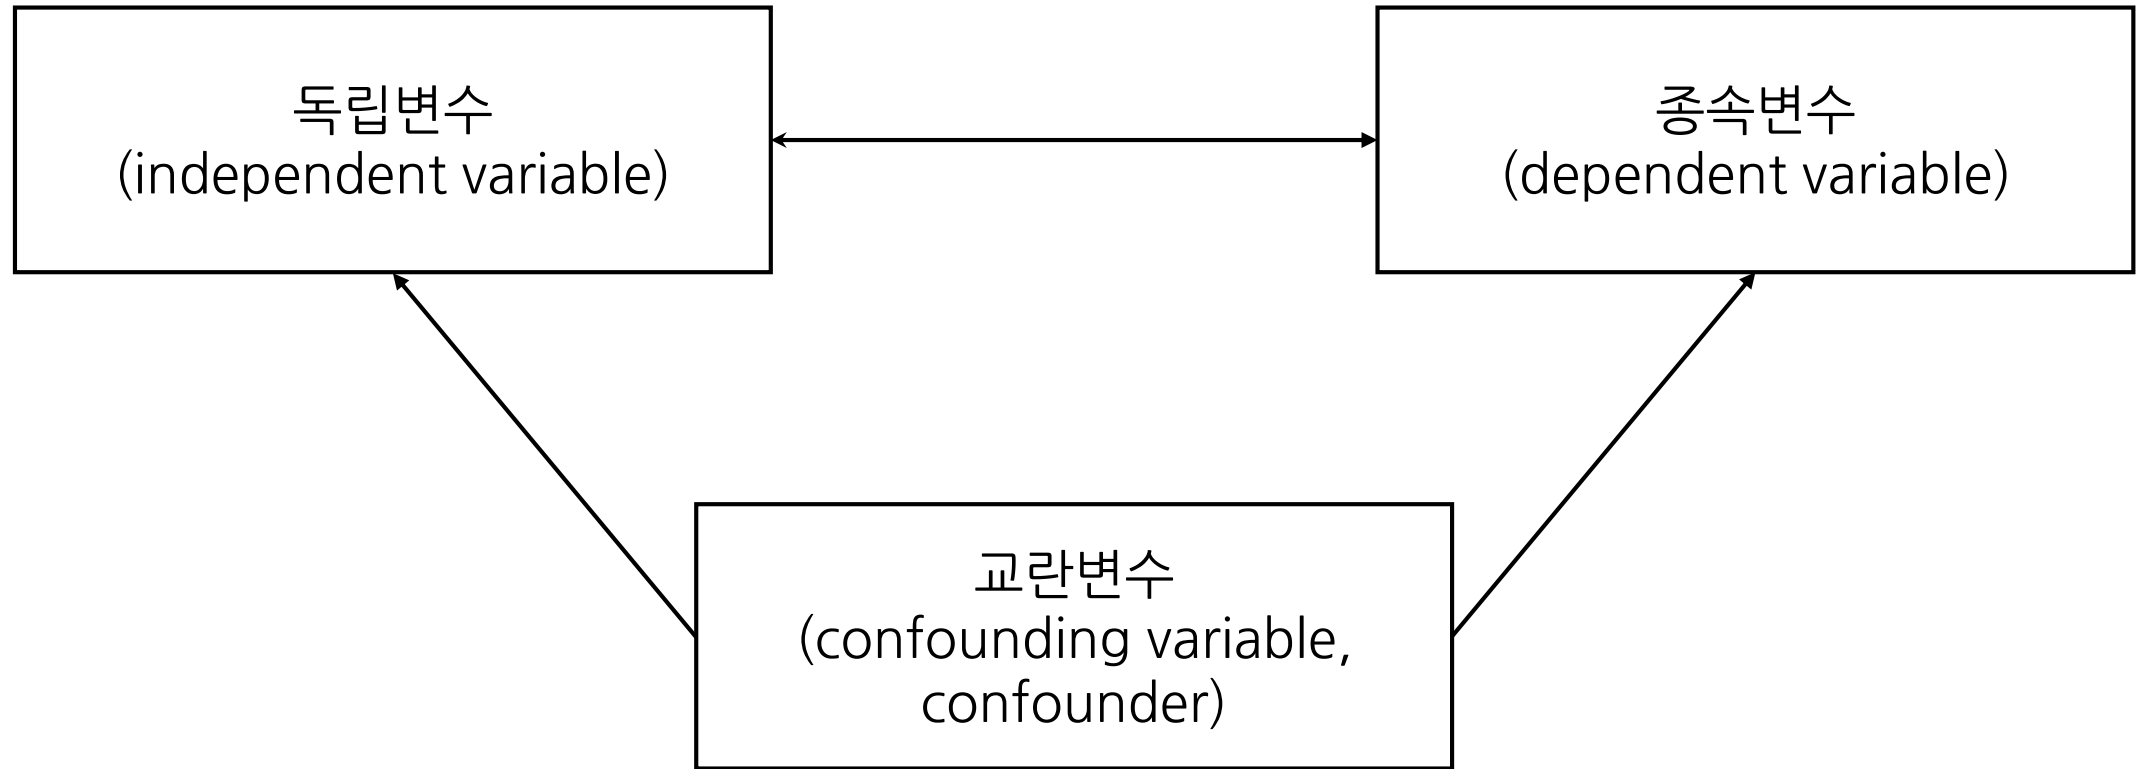 독립변수
(independent variable)
종속변수
(dependent variable)
교란변수
(confounding variable,
confounder)